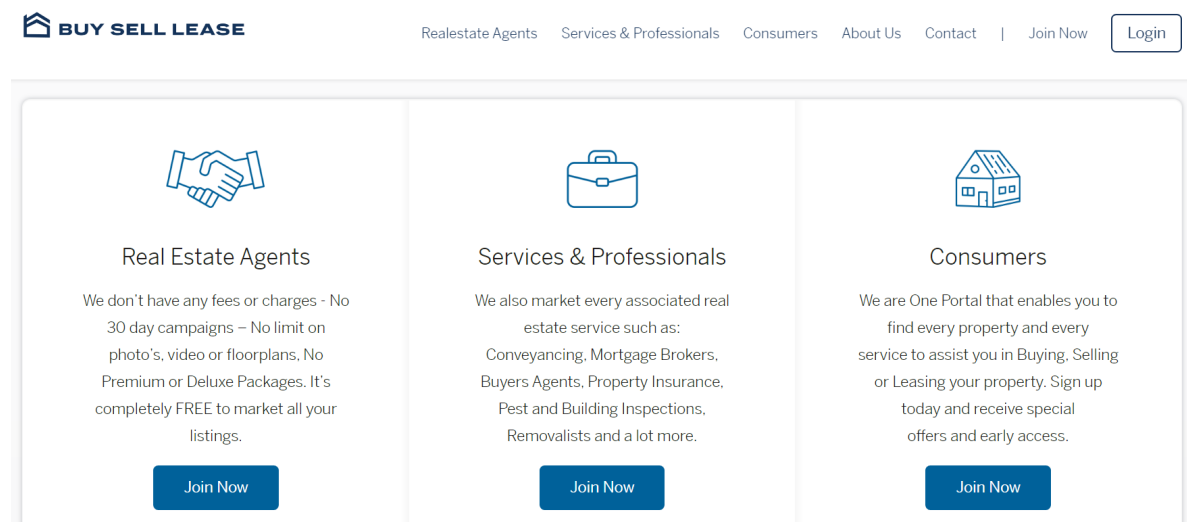 BUY SELL LEASE
Realestate Agents Services & Professionals Consumers About Us Contact | Join Now Login
Real Estate Agents
We don't have any fees or charges - No
30 day campaigns – No limit on
photo's, video or floorplans, No
Premium or Deluxe Packages. It's
completely FREE to market all your
listings.
Join Now
Services & Professionals
We also market every associated real
estate service such as:
Conveyancing, Mortgage Brokers,
Buyers Agents, Property Insurance,
Pest and Building Inspections,
Removalists and a lot more.
Join Now
Consumers
We are One Portal that enables you to
find every property and every
service to assist you in Buying, Selling
or Leasing your property. Sign up
today and receive special
offers and early access.
Join Now